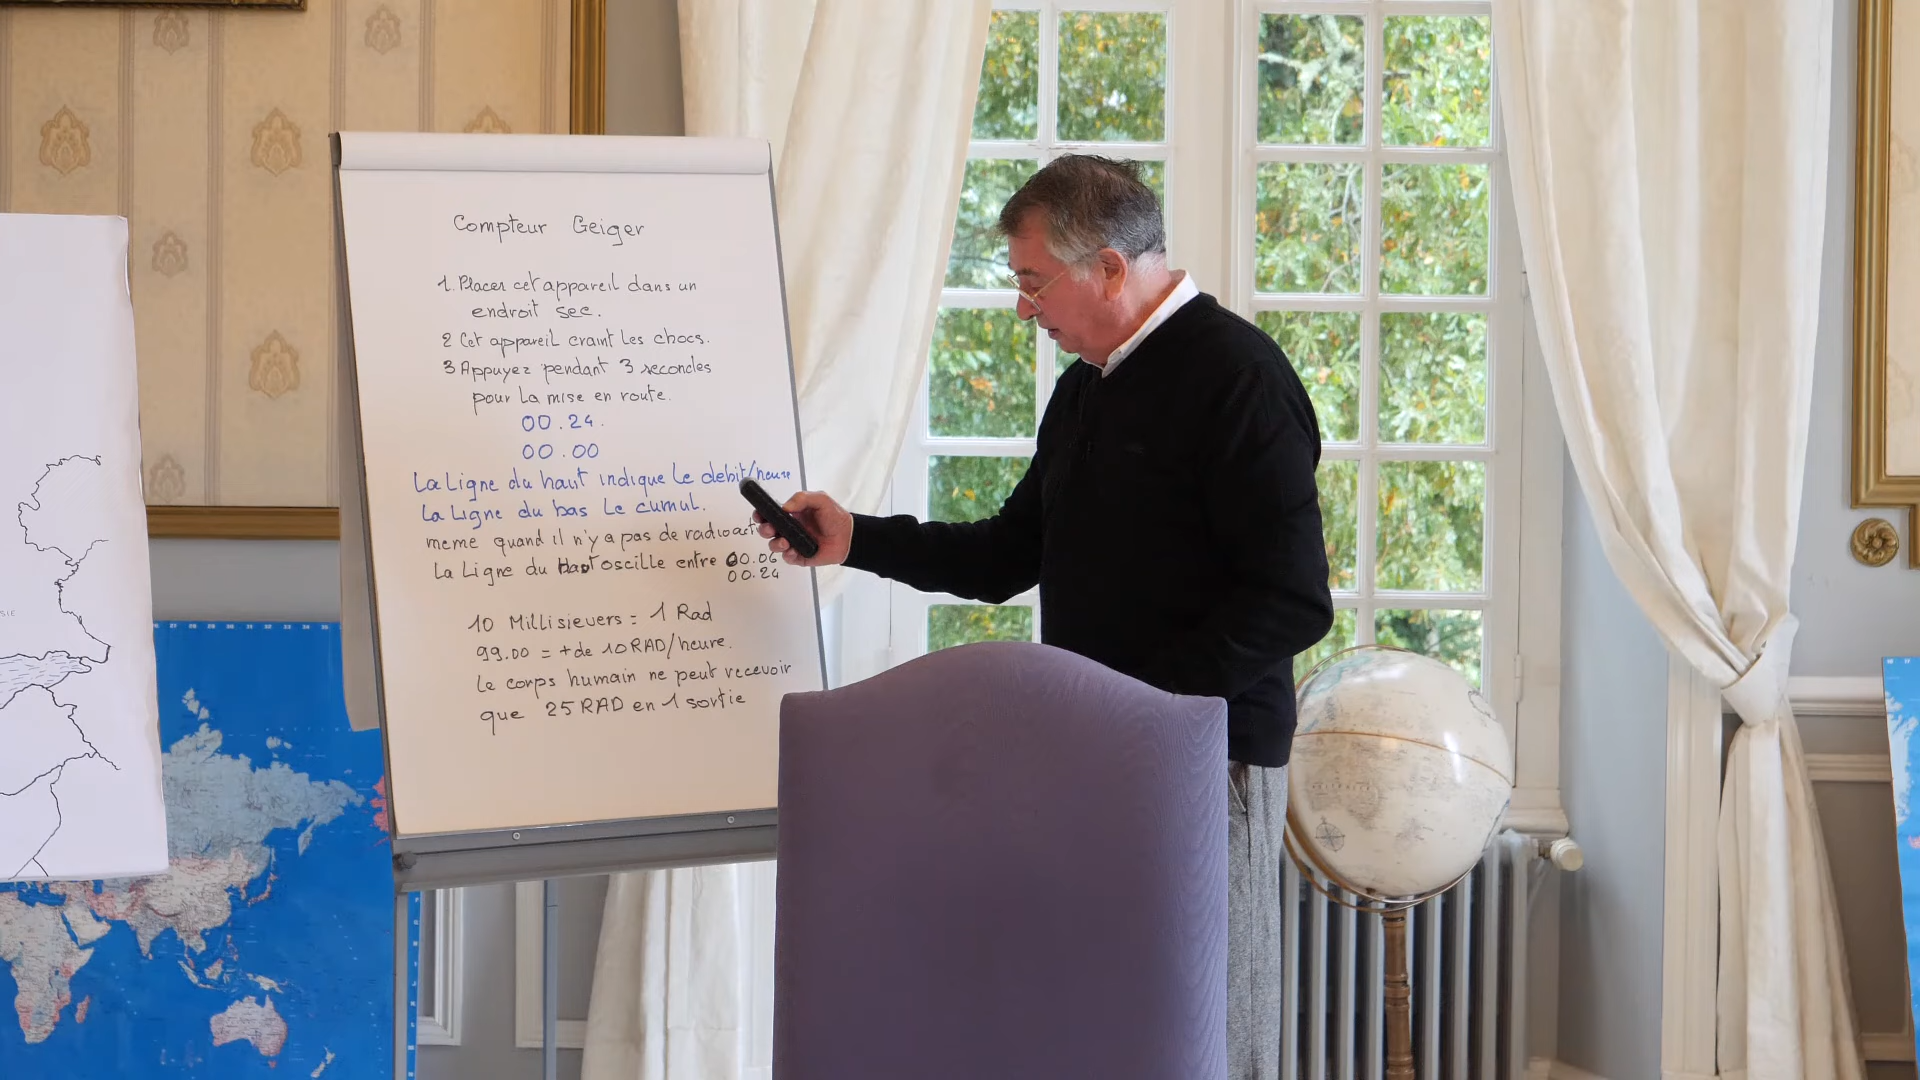 Compteur Geiger
1. Placer cet appareil dans un
endroit sec.
2 Cet appareil craint les chocs.
3 Appuyez pendant 3 secondes
pour la mise en route.
00.24.
00.00
La Ligne du haut indique le debit/heure
La Ligne du bas le cumul.
meme quand il n'y a pas de
La Ligne du haut oscille entre 00.06
00.24
10 Millisievers = 1 Rad
99.00 = + de 10 RAD/heure.
le corps humain ne peut recevoir
que 25 RAD en 1 sortie